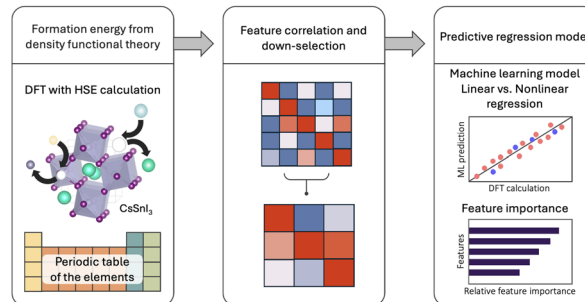 Formation energy from
density functional theory
DFT with HSE calculation
CsSnI₃
Periodic table
of the elements
Feature correlation and
down-selection
Predictive regression model
Machine learning model
Linear vs. Nonlinear
regression
ML prediction
DFT calculation
Feature importance
Features
Relative feature importance